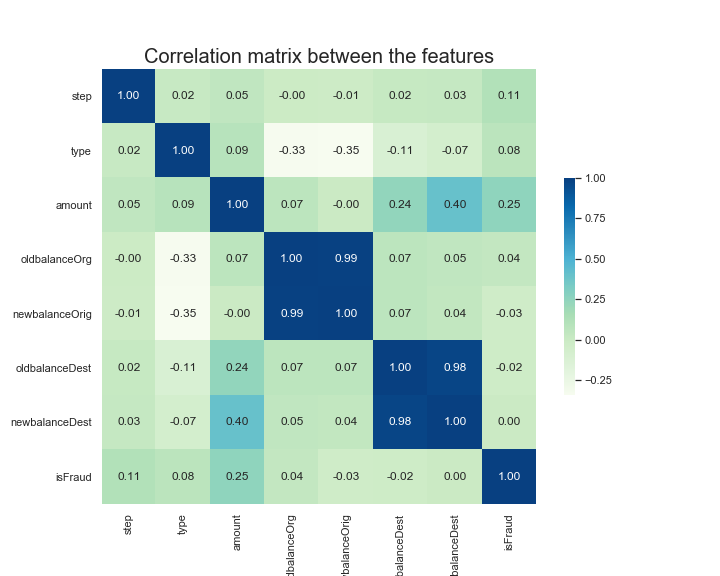 Correlation matrix between the features
step 1.00 0.02 0.05 -0.00 -0.01 0.02 0.03 0.11
type 0.02 1.00 0.09 -0.33 -0.35 -0.11 -0.07 0.08
amount 0.05 0.09 1.00 0.07 -0.00 0.24 0.40 0.25
oldbalanceOrg -0.00 -0.33 0.07 1.00 0.99 0.07 0.05 0.04
newbalanceOrig -0.01 -0.35 -0.00 0.99 1.00 0.07 0.04 -0.03
oldbalanceDest 0.02 -0.11 0.24 0.07 0.07 1.00 0.98 -0.02
newbalanceDest 0.03 -0.07 0.40 0.05 0.04 0.98 1.00 0.00
isFraud 0.11 0.08 0.25 0.04 -0.03 -0.02 0.00 1.00
step
type
amount
ldbalanceOrg
wbalanceOrig
balanceDest
balanceDest
isFraud
1.00
0.75
0.50
0.25
0.00
−0.25